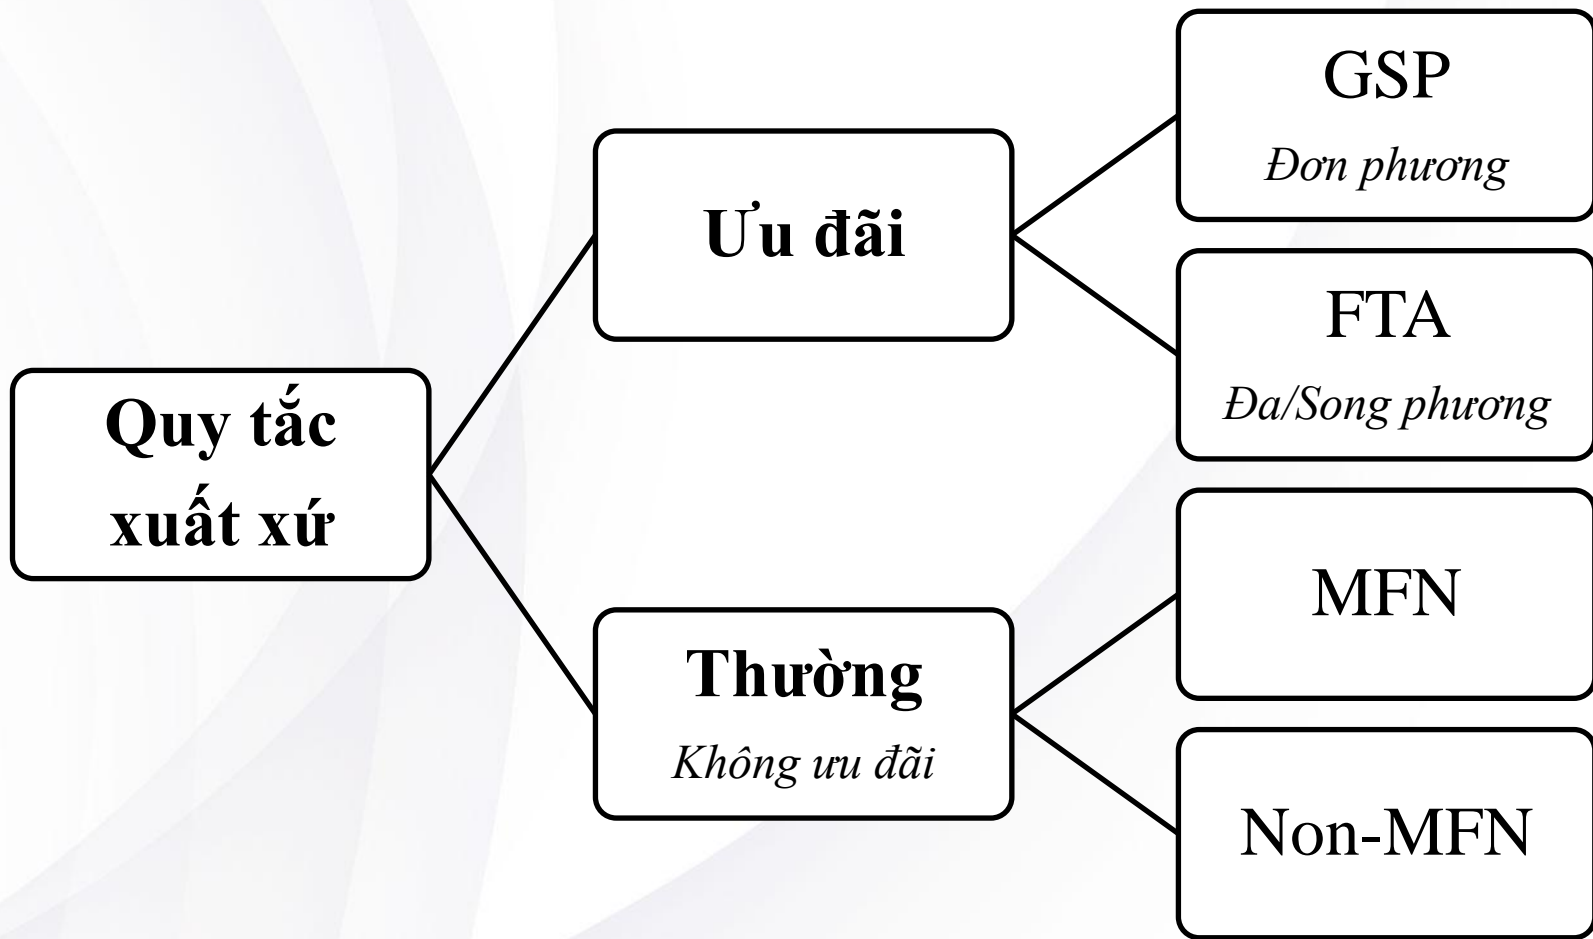 Quy tắc
xuất xứ
Ưu đãi
GSP
Đơn phương
FTA
Đa/Song phương
Thường
Không ưu đãi
MFN
Non-MFN